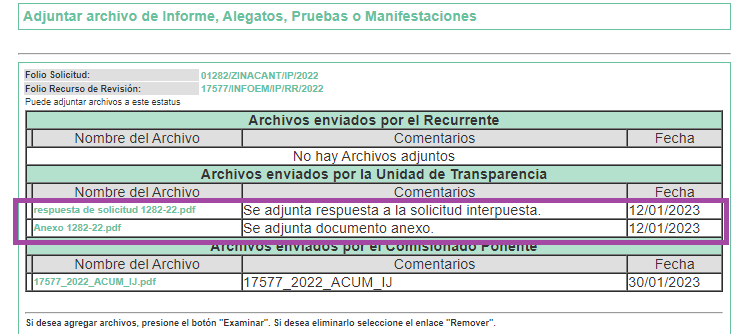 Adjuntar archivo de Informe, Alegatos, Pruebas o Manifestaciones
Folio Solicitud: 01282/ZINACANT/IP/2022
Folio Recurso de Revisión: 17577/INFOEM/IP/RR/2022
Puede adjuntar archivos a este estatus
Archivos enviados por el Recurrente
Nombre del Archivo Comentarios Fecha
No hay Archivos adjuntos
Archivos enviados por la Unidad de Transparencia
Nombre del Archivo Comentarios Fecha
respuesta de solicitud 1282-22.pdf Se adjunta respuesta a la solicitud interpuesta. 12/01/2023
Anexo 1282-22.pdf Se adjunta documento anexo. 12/01/2023
Archivos enviados por el Comisionado Ponente
Nombre del Archivo Comentarios Fecha
17577_2022_ACUM_IJ.pdf 17577_2022_ACUM_IJ 30/01/2023
Si desea agregar archivos, presione el botón "Examinar". Si desea eliminarlo seleccione el enlace "Remover".